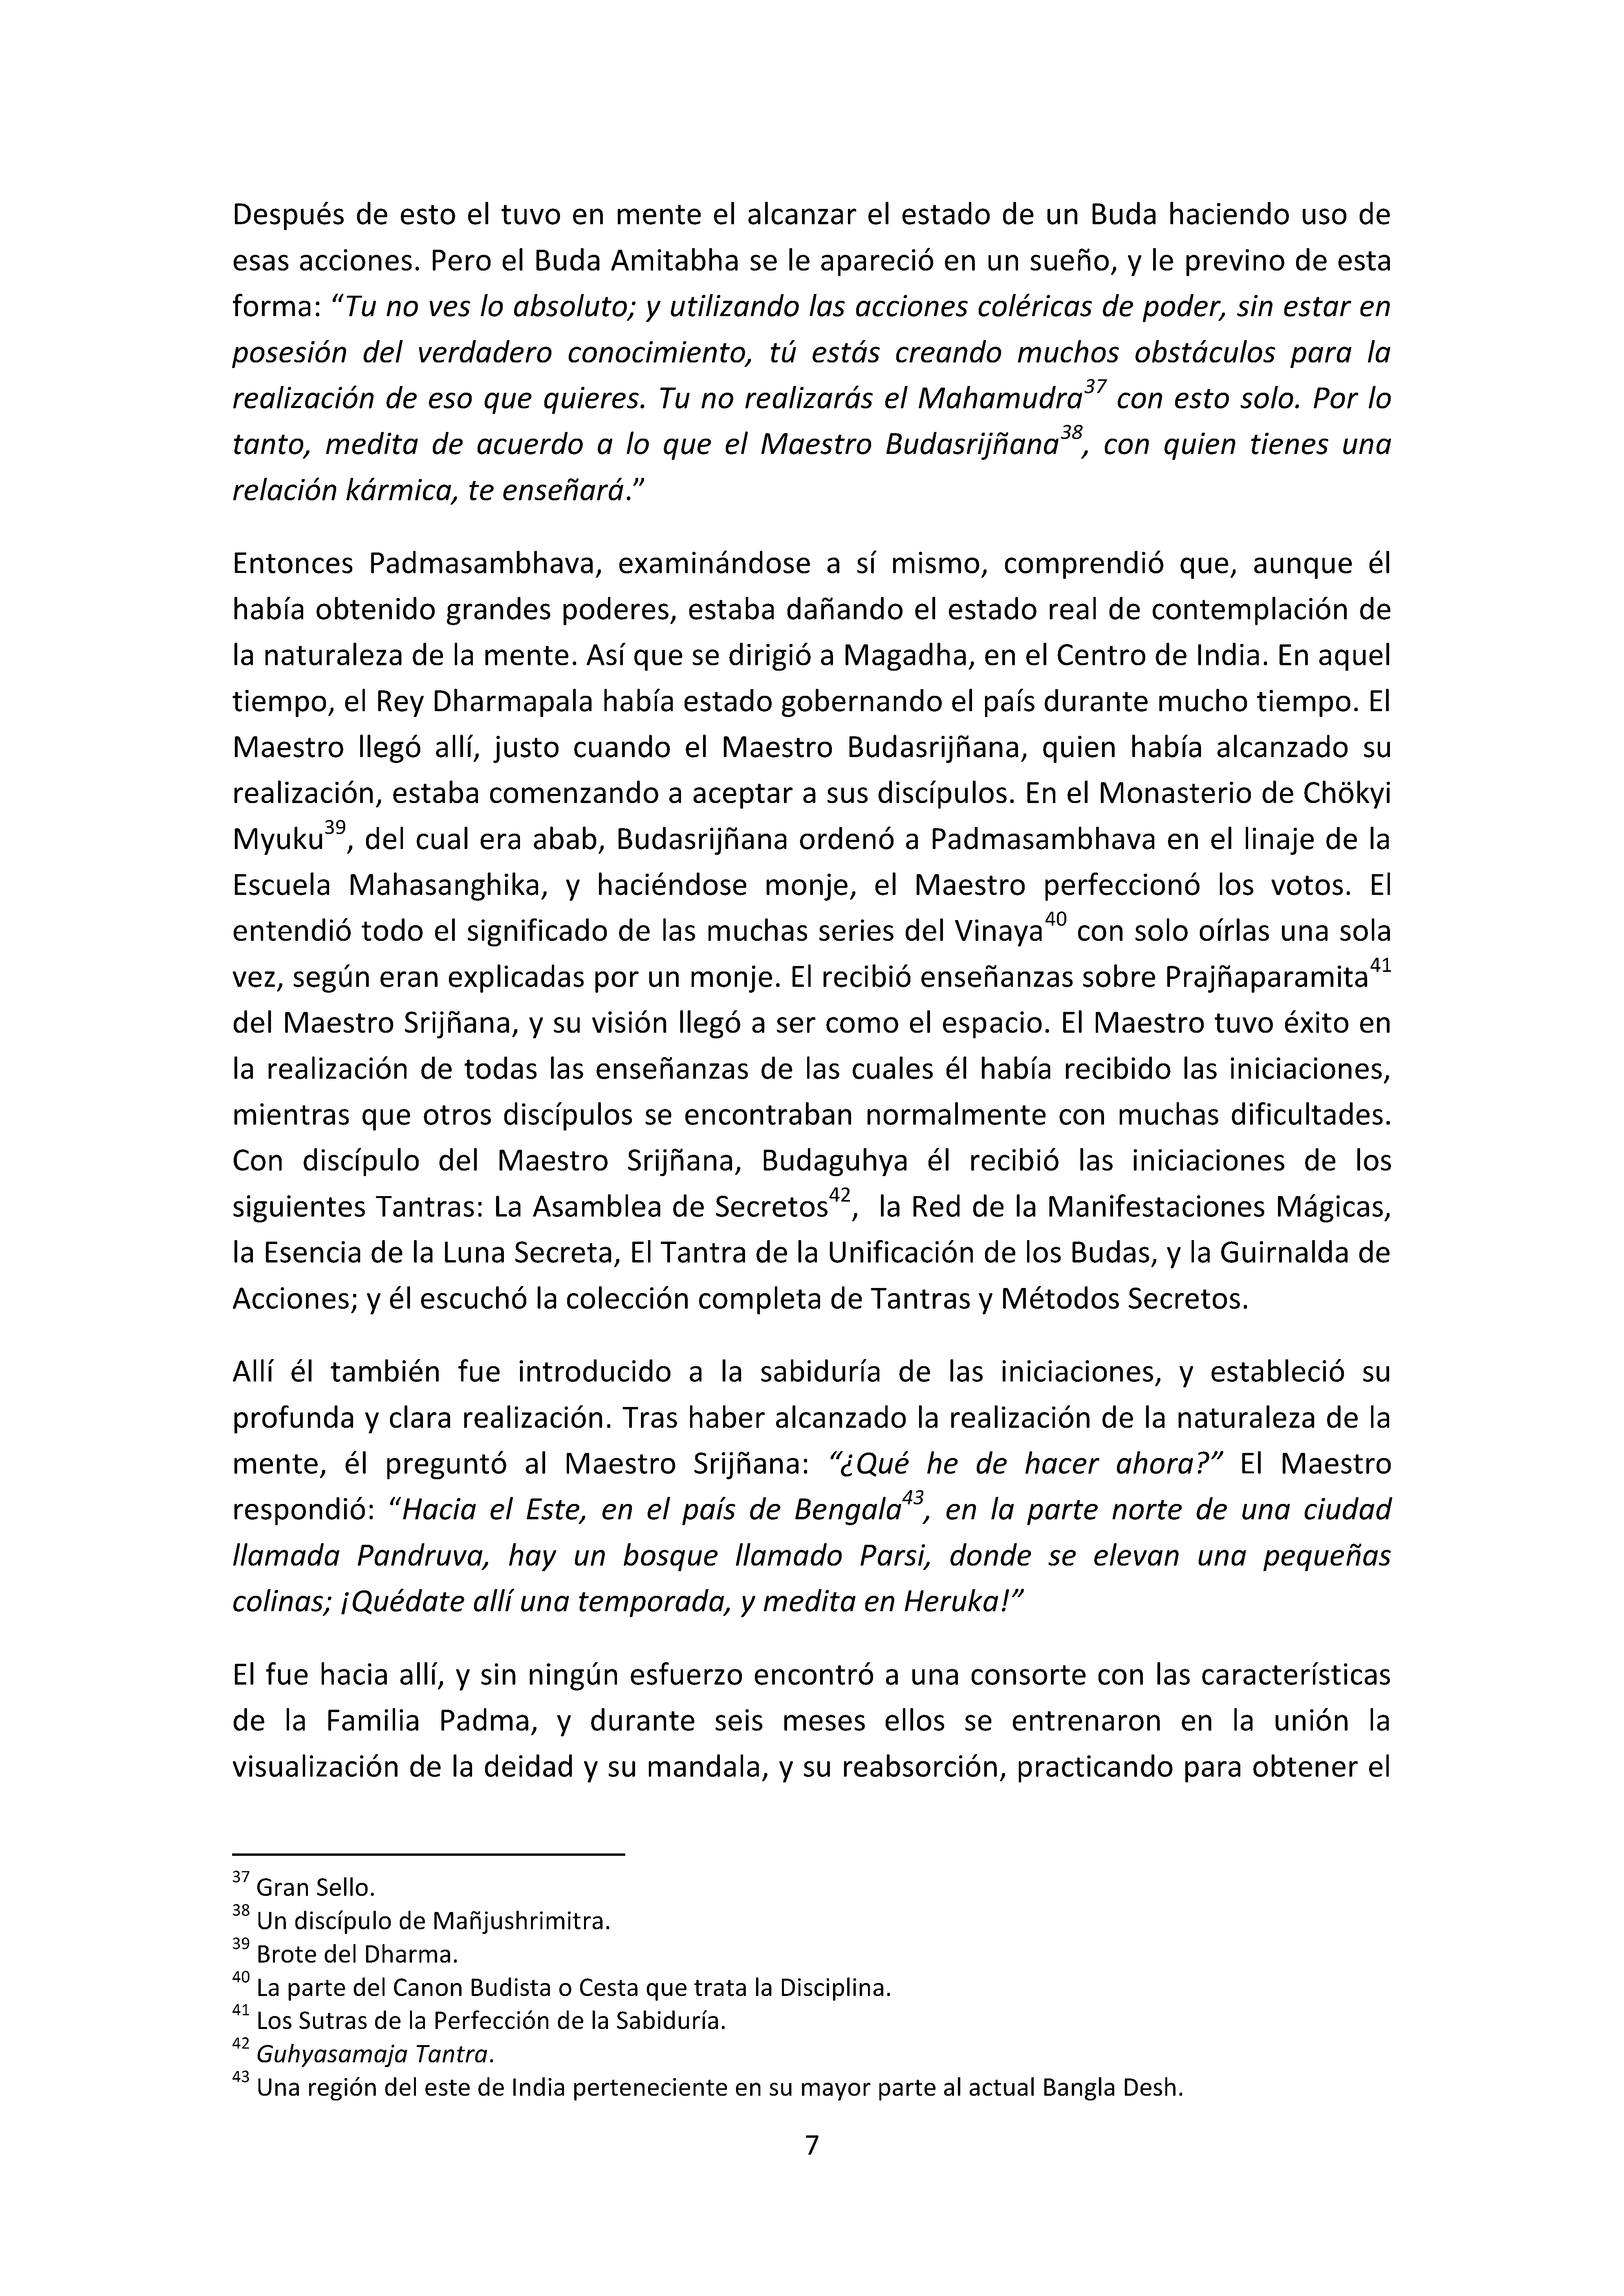 Después de esto el tuvo en mente el alcanzar el estado de un Buda haciendo uso de
esas acciones. Pero el Buda Amitabha se le apareció en un sueño, y le previno de esta
forma: “Tu no ves lo absoluto; y utilizando las acciones coléricas de poder, sin estar en
posesión del verdadero conocimiento, tú estás creando muchos obstáculos para la
realización de eso que quieres. Tu no realizarás el Mahamudra37 con esto solo. Por lo
tanto, medita de acuerdo a lo que el Maestro Budasrijñana38, con quien tienes una
relación kármica, te enseñará.”
Entonces Padmasambhava, examinándose a sí mismo, comprendió que, aunque él
había obtenido grandes poderes, estaba dañando el estado real de contemplación de
la naturaleza de la mente. Así que se dirigió a Magadha, en el Centro de India. En aquel
tiempo, el Rey Dharmapala había estado gobernando el país durante mucho tiempo. El
Maestro llegó allí, justo cuando el Maestro Budasrijñana, quien había alcanzado su
realización, estaba comenzando a aceptar a sus discípulos. En el Monasterio de Chökyi
Myuku39, del cual era abab, Budasrijñana ordenó a Padmasambhava en el linaje de la
Escuela Mahasanghika, y haciéndose monje, el Maestro perfeccionó los votos. El
entendió todo el significado de las muchas series del Vinaya40 con solo oírlas una sola
vez, según eran explicadas por un monje. El recibió enseñanzas sobre Prajñaparamita41
del Maestro Srijñana, y su visión llegó a ser como el espacio. El Maestro tuvo éxito en
la realización de todas las enseñanzas de las cuales él había recibido las iniciaciones,
mientras que otros discípulos se encontraban normalmente con muchas dificultades.
Con discípulo del Maestro Srijñana, Budaguhya él recibió las iniciaciones de los
siguientes Tantras: La Asamblea de Secretos42, la Red de la Manifestaciones Mágicas,
la Esencia de la Luna Secreta, El Tantra de la Unificación de los Budas, y la Guirnalda de
Acciones; y él escuchó la colección completa de Tantras y Métodos Secretos.
Allí él también fue introducido a la sabiduría de las iniciaciones, y estableció su
profunda y clara realización. Tras haber alcanzado la realización de la naturaleza de la
mente, él preguntó al Maestro Srijñana: “¿Qué he de hacer ahora?” El Maestro
respondió: “Hacia el Este, en el país de Bengala43, en la parte norte de una ciudad
llamada Pandruva, hay un bosque llamado Parsi, donde se elevan una pequeñas
colinas; ¡Quédate allí una temporada, y medita en Heruka!”
El fue hacia allí, y sin ningún esfuerzo encontró a una consorte con las características
de la Familia Padma, y durante seis meses ellos se entrenaron en la unión la
visualización de la deidad y su mandala, y su reabsorción, practicando para obtener el
37 Gran Sello.
38 Un discípulo de Mañjushrimitra.
39 Brote del Dharma.
40 La parte del Canon Budista o Cesta que trata la Disciplina.
41 Los Sutras de la Perfección de la Sabiduría.
42 Guhyasamaja Tantra.
43 Una región del este de India perteneciente en su mayor parte al actual Bangla Desh.
7